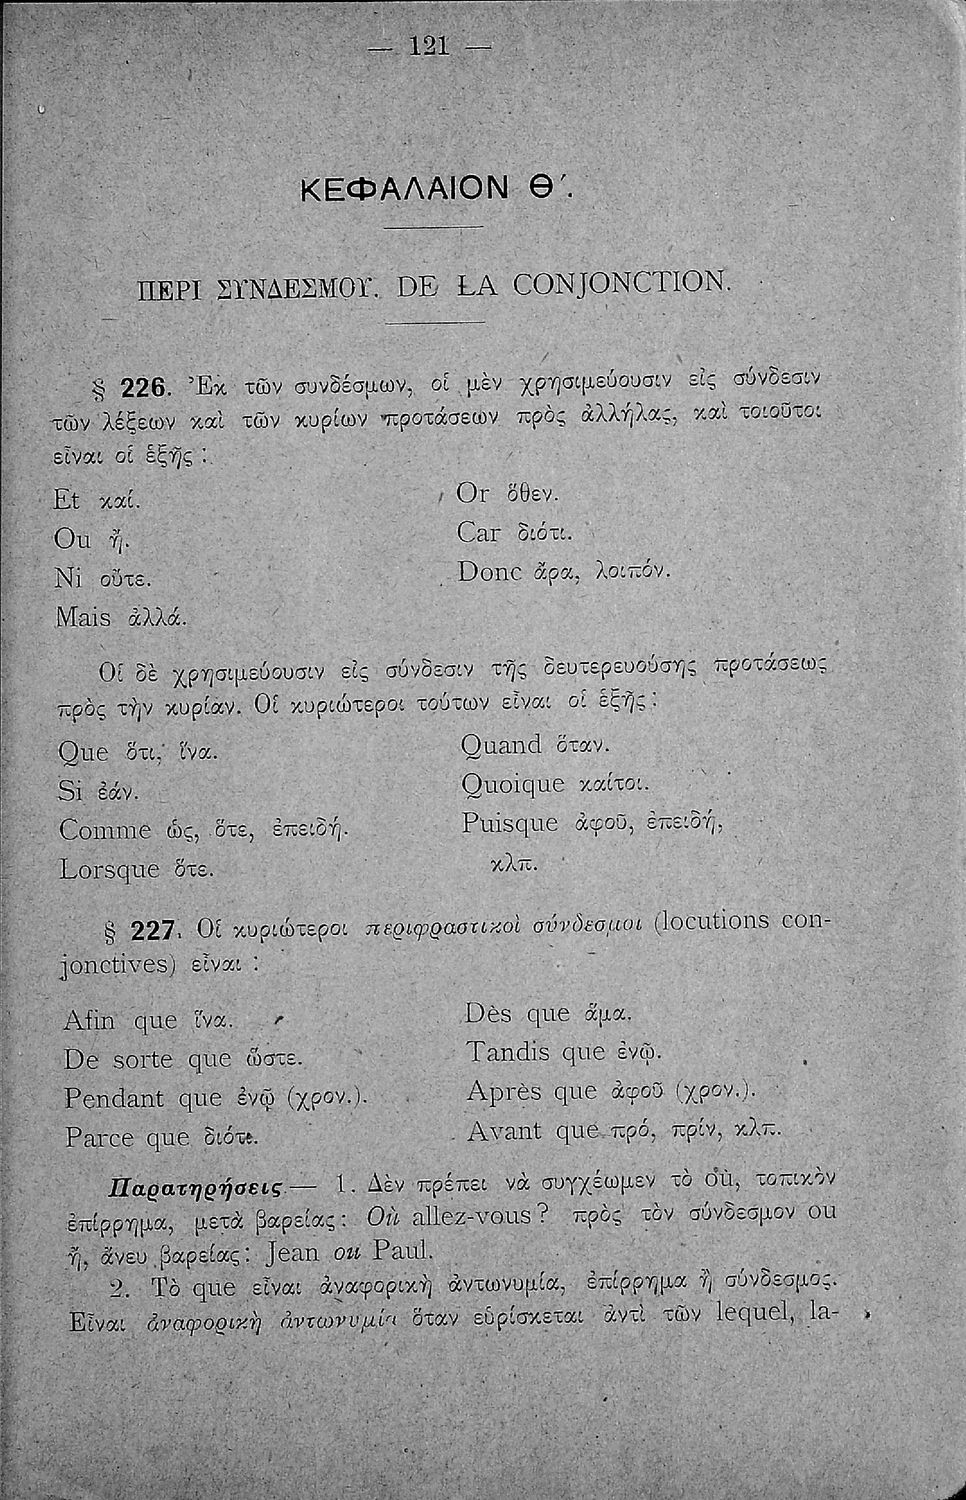 — 121 —
ΚΕΦΑΛΑΙΟΝ Θ΄.
ΠΕΡΙ ΣΥΝΔΕΣΜΟΥ. DE LA CONJONCTION.
§ 226. Ἐκ τῶν συνδέσμων, οἱ μὲν χρησιμεύουσιν εἰς σύνδεσιν
τῶν λέξεων καὶ τῶν κυρίων προτάσεων πρὸς ἀλλήλας, καὶ τοιοῦτοι
εἶναι οἱ ἑξῆς :
Et καί.
Ou ἤ.
Ni οὔτε.
Mais ἀλλά.
Or ὅθεν.
Car διότι.
Donc ἄρα, λοιπόν.
Οἱ δὲ χρησιμεύουσιν εἰς σύνδεσιν τῆς δευτερευούσης προτάσεως
πρὸς τὴν κυρίαν. Οἱ κυριώτεροι τούτων εἶναι οἱ ἑξῆς :
Que ὅτι, ἵνα.
Si ἐάν.
Comme ὡς, ὅτε, ἐπειδή.
Lorsque ὅτε.
Quand ὅταν.
Quoique καίτοι.
Puisque ἀφοῦ, ἐπειδή,
κλπ.
§ 227. Οἱ κυριώτεροι περιφραστικοὶ σύνδεσμοι (locutions con-
jonctives) εἶναι :
Afin que ἵνα.
De sorte que ὥστε.
Pendant que ἐνῷ (χρον.).
Parce que διότι.
Dès que ἅμα.
Tandis que ἐνῷ.
Après que ἀφοῦ (χρον.).
Avant que πρό, πρίν, κλπ.
Παρατηρήσεις — 1. Δὲν πρέπει νὰ συγχέωμεν τὸ où, τοπικὸν
ἐπίρρημα, μετὰ βαρείας : Où allez-vous ? πρὸς τὸν σύνδεσμον ou
ἤ, ἄνευ βαρείας : Jean ou Paul.
2. Τὸ que εἶναι ἀναφορικὴ ἀντωνυμία, ἐπίρρημα ἢ σύνδεσμος.
Εἶναι ἀναφορικὴ ἀντωνυμία ὅταν εὑρίσκεται ἀντὶ τῶν lequel, la-